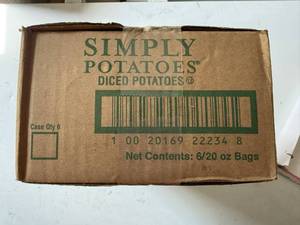 SIMPLY
POTATOES®
DICED POTATOES
Case Qty 6
1 00 20169 22234 8
Net Contents: 6/20 oz Bags